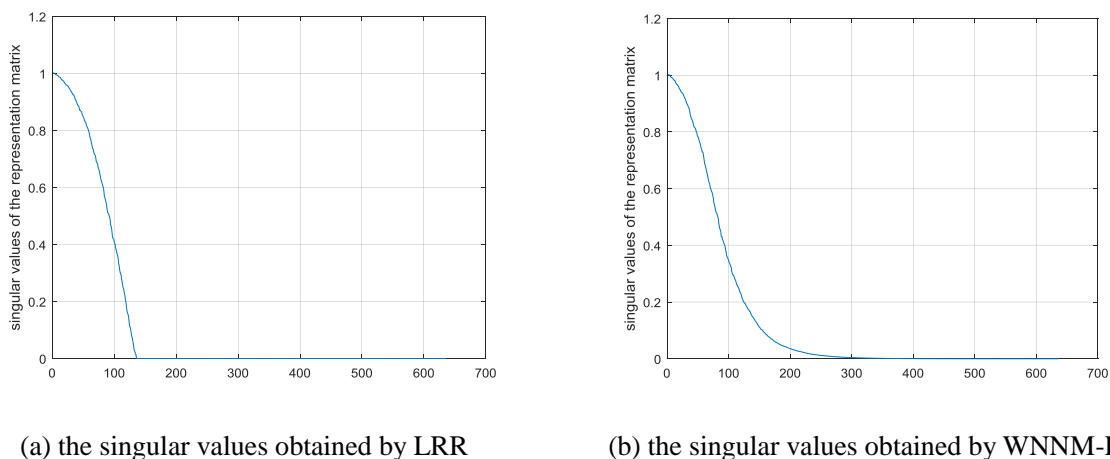 singular values of the representation matrix
1.2
1
0.8
0.6
0.4
0.2
0
0 100 200 300 400 500 600 700
(a) the singular values obtained by LRR
singular values of the representation matrix
1.2
1
0.8
0.6
0.4
0.2
0
0 100 200 300 400 500 600 700
(b) the singular values obtained by